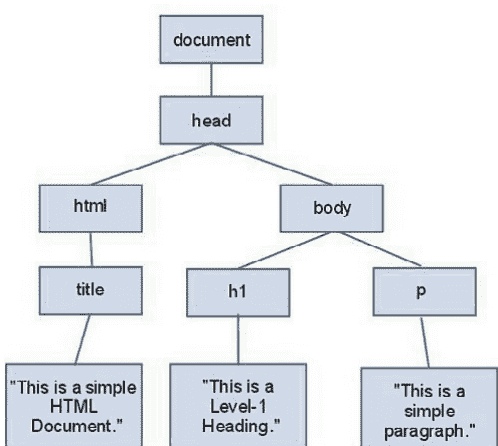 document
head
html
body
title
h1
p
"This is a simple
HTML
Document."
"This is a
Level-1
Heading."
"This is a
simple
paragraph."